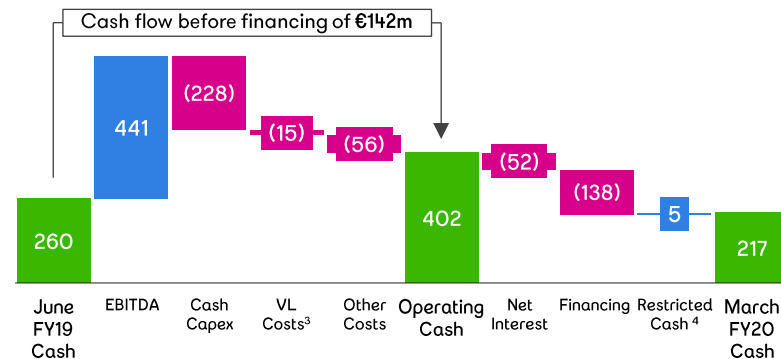 Cash flow before financing of €142m
260
441
(228)
(15)
(56)
402
(52)
(138)
5
217
June
FY19
Cash
EBITDA
Cash
Capex
VL
Costs³
Other
Costs
Operating
Cash
Net
Interest
Financing
Restricted
Cash ⁴
March
FY20
Cash